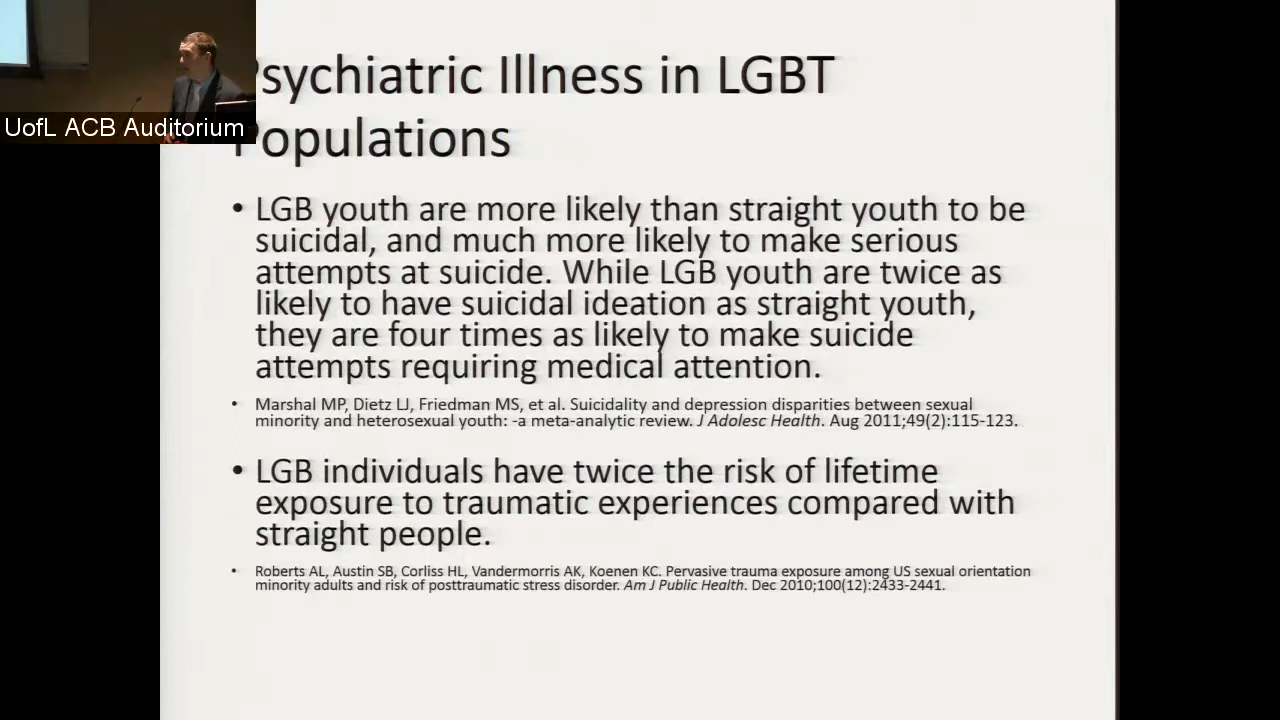 Psychiatric Illness in LGBT
Populations
UofL ACB Auditorium
• LGB youth are more likely than straight youth to be
suicidal, and much more likely to make serious
attempts at suicide. While LGB youth are twice as
likely to have suicidal ideation as straight youth,
they are four times as likely to make suicide
attempts requiring medical attention.
• Marshal MP, Dietz LJ, Friedman MS, et al. Suicidality and depression disparities between sexual
minority and heterosexual youth: -a meta-analytic review. J Adolesc Health. Aug 2011;49(2):115-123.
• LGB individuals have twice the risk of lifetime
exposure to traumatic experiences compared with
straight people.
• Roberts AL, Austin SB, Corliss HL, Vandermorris AK, Koenen KC. Pervasive trauma exposure among US sexual orientation
minority adults and risk of posttraumatic stress disorder. Am J Public Health. Dec 2010;100(12):2433-2441.